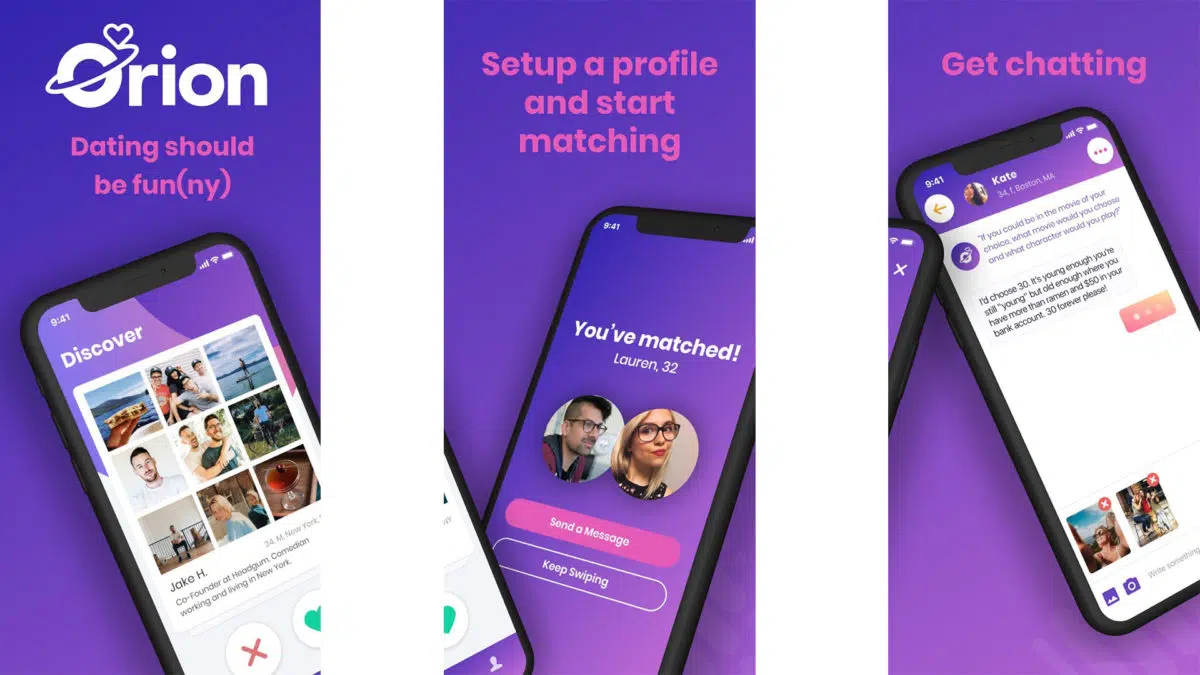 Orion
Dating should
be fun(ny)
9:41
Discover
34, M, New York,
Jake H.
Co-Founder at Headgum. Comedian
working and living in New York.
Setup a profile
and start
matching
9:41
You've matched!
Lauren, 32
Send a Message
Keep Swiping
Get chatting
9:41
Kate
34, f, Boston, MA
"If you could be in the movie of your
choice, what movie would you choose
and what character would you play?"
I'd choose 30. It's young enough you're
still "young" but old enough where you
have more than ramen and $50 in your
bank account. 30 forever please!
Write something